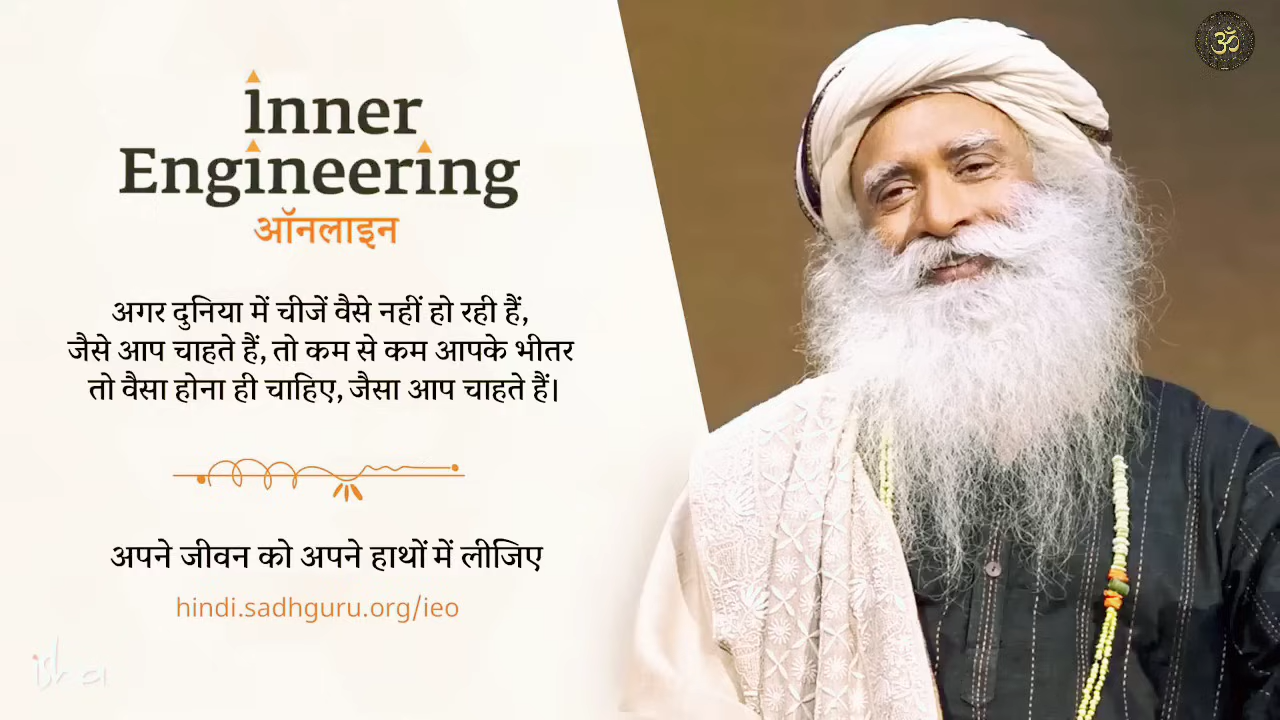 inner
Engineering
ऑनलाइन
अगर दुनिया में चीजें वैसे नहीं हो रही हैं,
जैसे आप चाहते हैं, तो कम से कम आपके भीतर
तो वैसा होना ही चाहिए, जैसा आप चाहते हैं।
अपने जीवन को अपने हाथों में लीजिए
hindi.sadhguru.org/ieo
ॐ